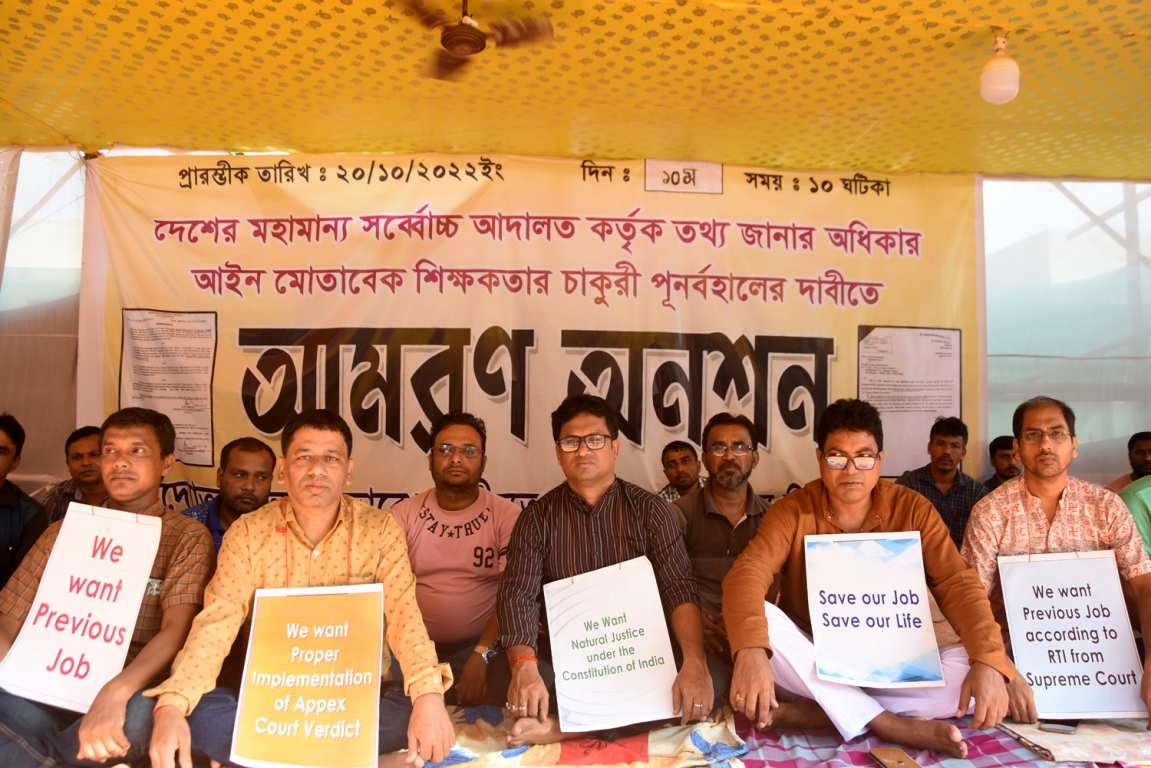 প্রারম্ভীক তারিখ : ২০/১০/২০২২ইং দিন : ১০ম সময় : ১০ ঘটিকা
দেশের মহামান্য সর্ব্বোচ্চ আদালত কর্তৃক তথ্য জানার অধিকার
আইন মোতাবেক শিক্ষকতার চাকুরী পূনর্বহালের দাবীতে
আমরণ অনশন
STAY★TRUE
92
We
want
Previous
Job
We want
Proper
Implementation
of Appex
Court Verdict
We Want
Natural Justice
under the
Constitution of India
Save our Job
Save our Life
We want
Previous Job
according to
RTI from
Supreme Court